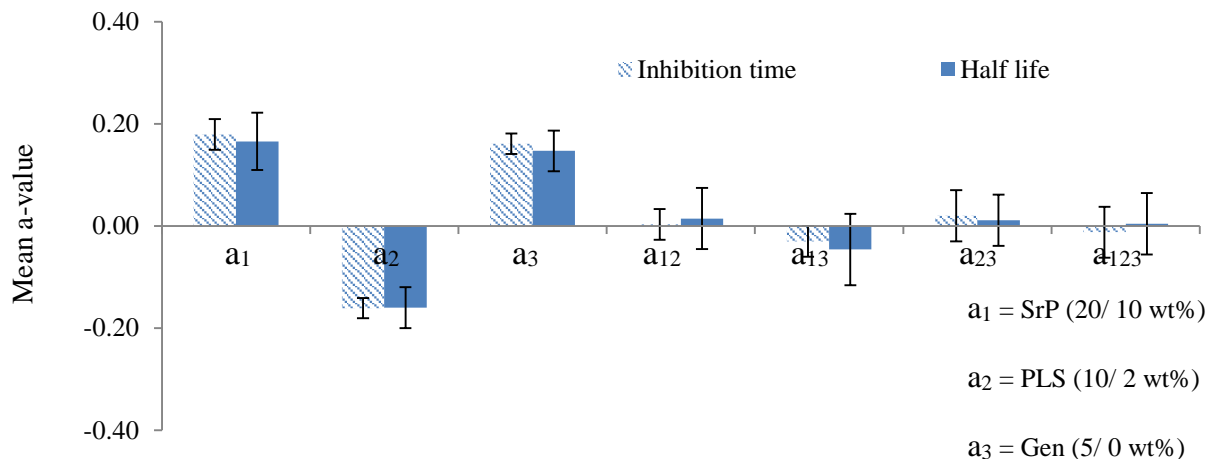 0.40
Inhibition time Half life
0.20
0.00
a1 a2 a3 a12 a13 a23 a123
-0.20
-0.40
Mean a-value
a1 = SrP (20/ 10 wt%)
a2 = PLS (10/ 2 wt%)
a3 = Gen (5/ 0 wt%)